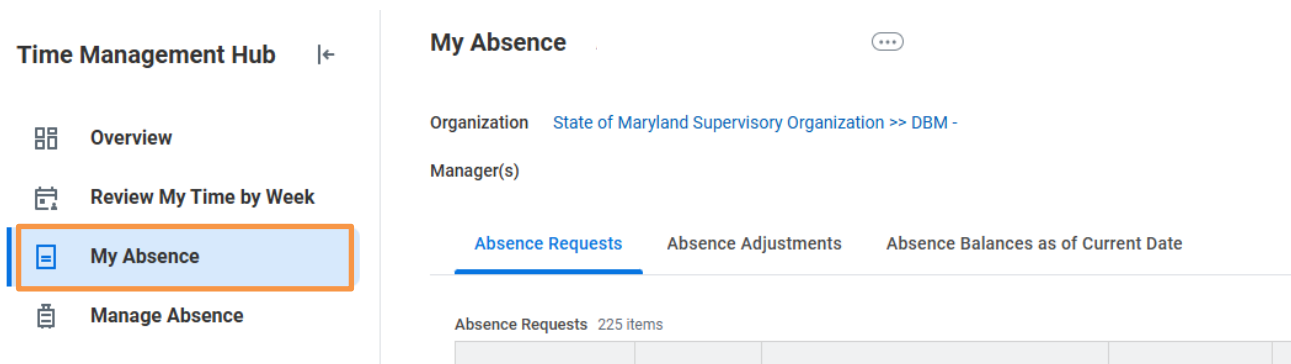 Time Management Hub
Overview
Review My Time by Week
My Absence
Manage Absence
My Absence
Organization State of Maryland Supervisory Organization >> DBM -
Manager(s)
Absence Requests Absence Adjustments Absence Balances as of Current Date
Absence Requests 225 items